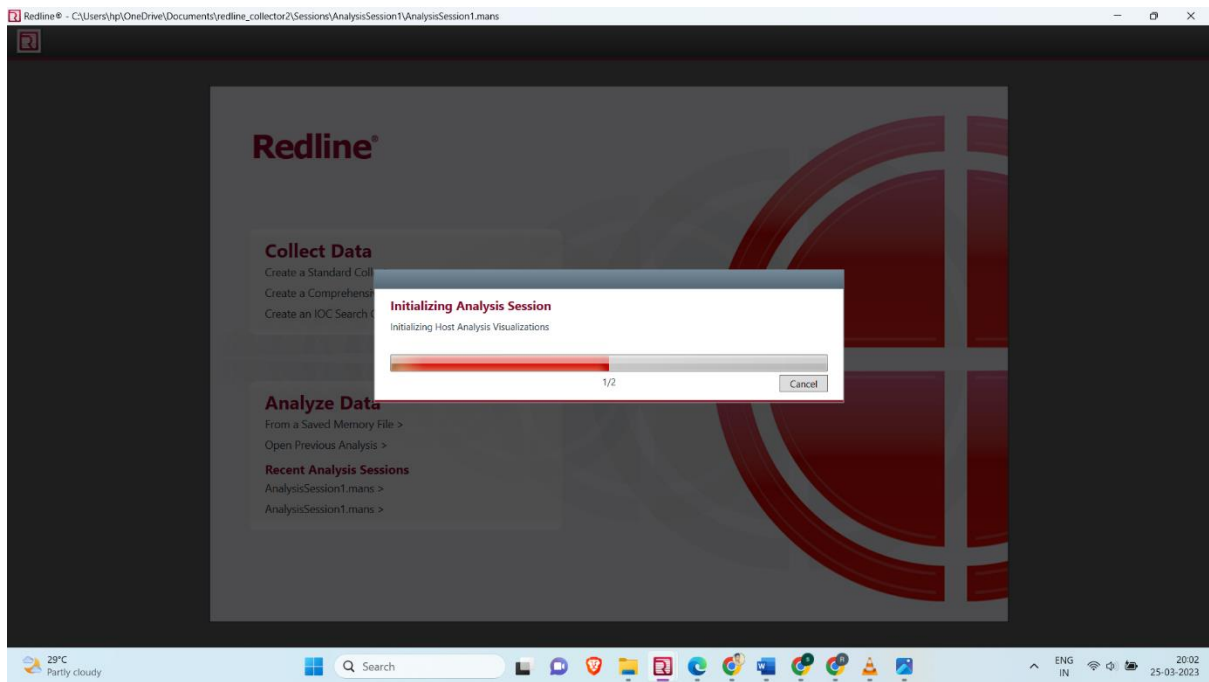 Redline® - C:\Users\hp\OneDrive\Documents\redline_collector2\Sessions\AnalysisSession1\AnalysisSession1.mans
Redline®
Collect Data
Create a Standard Coll
Create a Comprehens
Create an IOC Search
Initializing Analysis Session
Initializing Host Analysis Visualizations
1/2
Cancel
Analyze Data
From a Saved Memory File >
Open Previous Analysis >
Recent Analysis Sessions
AnalysisSession1.mans >
AnalysisSession1.mans >
29°C
Partly cloudy
Search
ENG
IN
20:02
25-03-2023